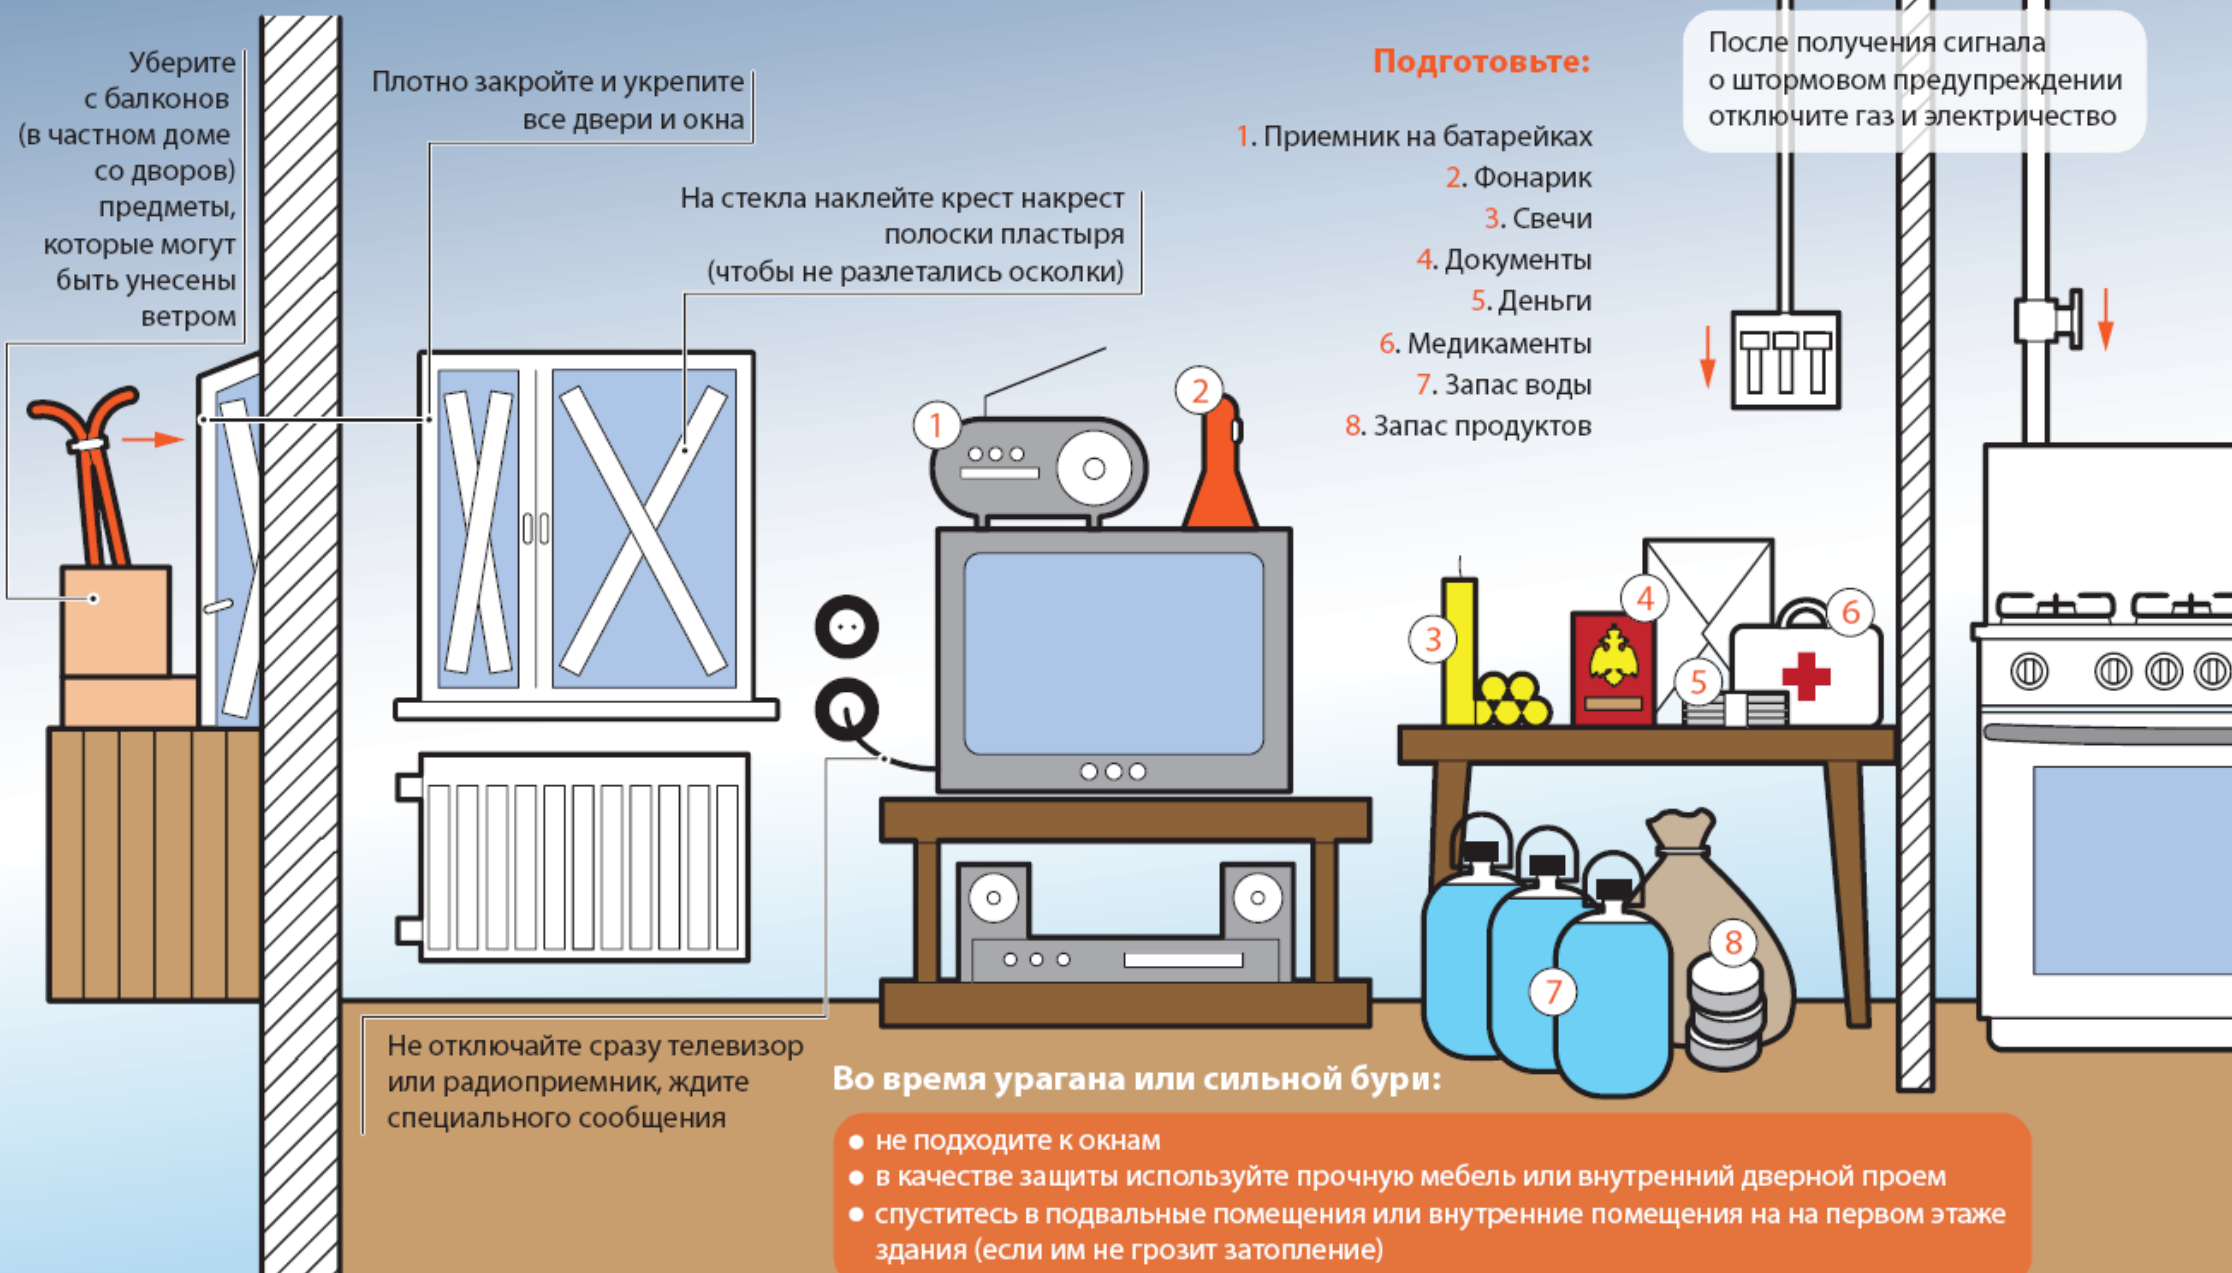 Уберите
с балконов
(в частном доме
со дворов)
предметы,
которые могут
быть унесены
ветром
Плотно закройте и укрепите
все двери и окна
На стекла наклейте крест накрест
полоски пластыря
(чтобы не разлетались осколки)
Подготовьте:
1. Приемник на батарейках
2. Фонарик
3. Свечи
4. Документы
5. Деньги
6. Медикаменты
7. Запас воды
8. Запас продуктов
После получения сигнала
о штормовом предупреждении
отключите газ и электричество
1
2
3
4
5
6
7
8
Не отключайте сразу телевизор
или радиоприемник, ждите
специального сообщения
Во время урагана или сильной бури:
● не подходите к окнам
● в качестве защиты используйте прочную мебель или внутренний дверной проем
● спуститесь в подвальные помещения или внутренние помещения на на первом этаже
здания (если им не грозит затопление)